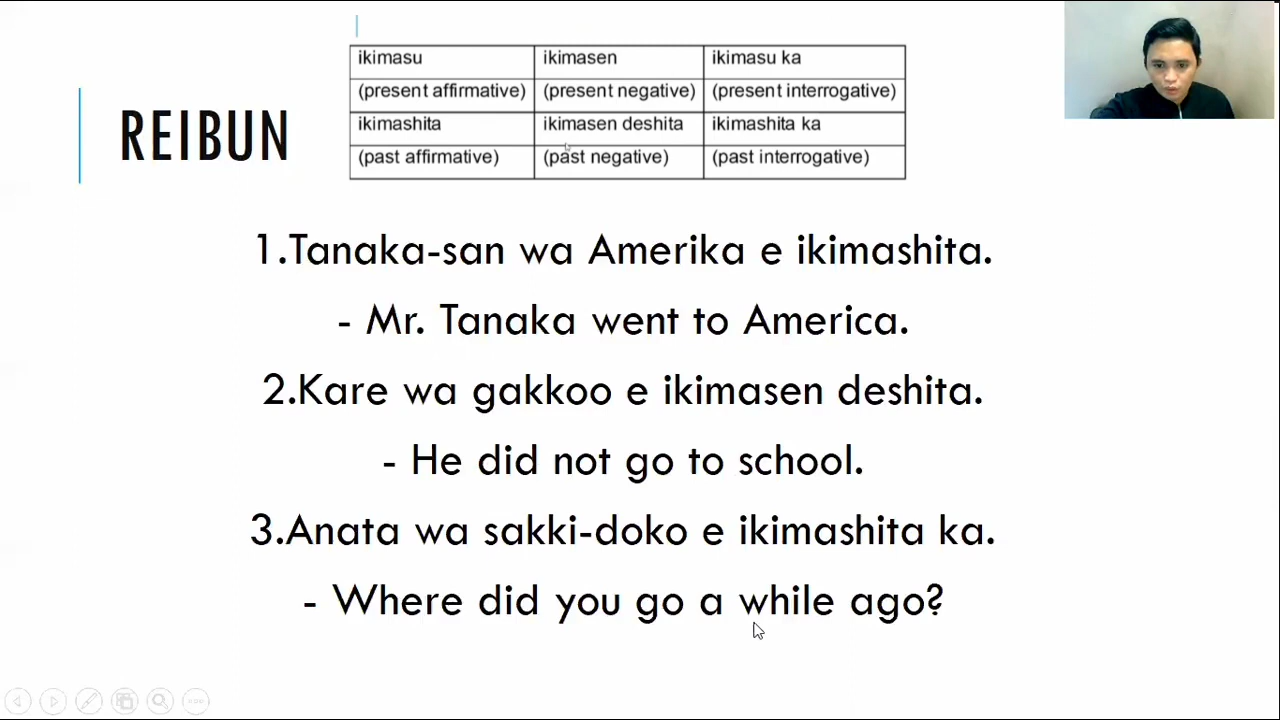 REIBUN
ikimasu ikimasen ikimasu ka
(present affirmative) (present negative) (present interrogative)
ikimashita ikimasen deshita ikimashita ka
(past affirmative) (past negative) (past interrogative)
1.Tanaka-san wa Amerika e ikimashita.
- Mr. Tanaka went to America.
2.Kare wa gakkoo e ikimasen deshita.
- He did not go to school.
3.Anata wa sakki-doko e ikimashita ka.
- Where did you go a while ago?